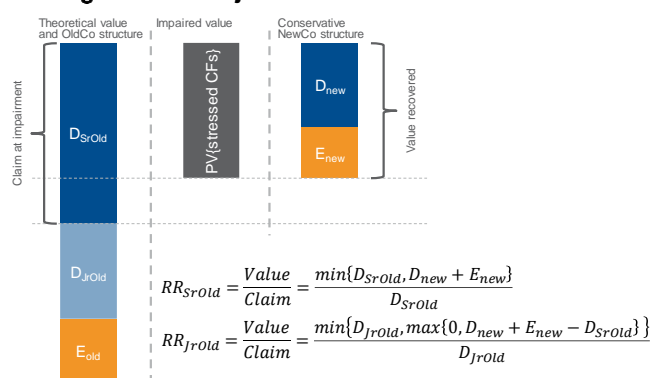 Theoretical value and OldCo structure
Impaired value
Conservative NewCo structure
Claim at impairment
D_SrOld
D_JrOld
E_old
PV{stressed CFs}
D_new
E_new
Value recovered
RR_SrOld = Value/Claim = min{D_SrOld, D_new + E_new}/D_SrOld
RR_JrOld = Value/Claim = min{D_JrOld, max{0, D_new + E_new − D_SrOld}}/D_JrOld